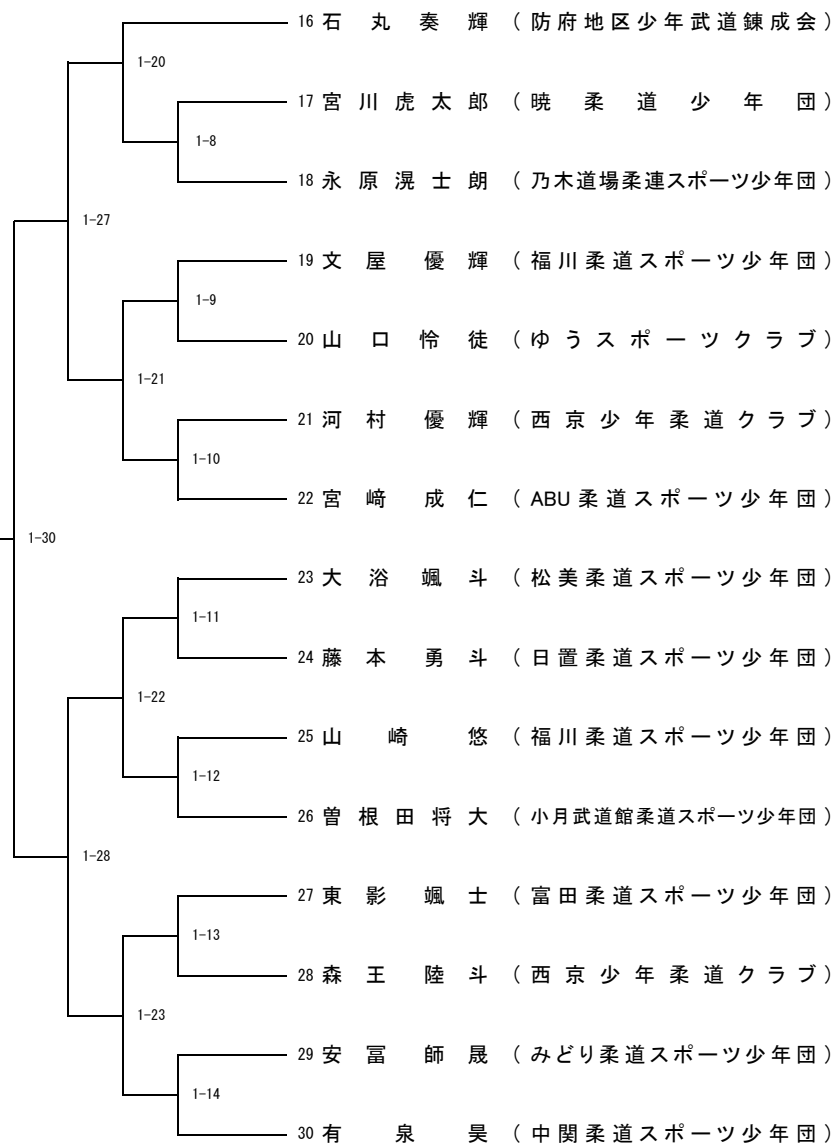 16 石丸奏輝 (防府地区少年武道錬成会)
1-20
17 宮川虎太郎 (暁柔道少年団)
1-8
18 永原滉士朗 (乃木道場柔連スポーツ少年団)
1-27
19 文屋優輝 (福川柔道スポーツ少年団)
1-9
20 山口怜徒 (ゆうスポーツクラブ)
1-21
21 河村優輝 (西京少年柔道クラブ)
1-10
22 宮﨑成仁 (ABU柔道スポーツ少年団)
1-30
23 大浴颯斗 (松美柔道スポーツ少年団)
1-11
24 藤本勇斗 (日置柔道スポーツ少年団)
1-22
25 山崎悠 (福川柔道スポーツ少年団)
1-12
26 曽根田将大 (小月武道館柔道スポーツ少年団)
1-28
27 東影颯士 (富田柔道スポーツ少年団)
1-13
28 森王陸斗 (西京少年柔道クラブ)
1-23
29 安冨師晟 (みどり柔道スポーツ少年団)
1-14
30 有泉昊 (中関柔道スポーツ少年団)